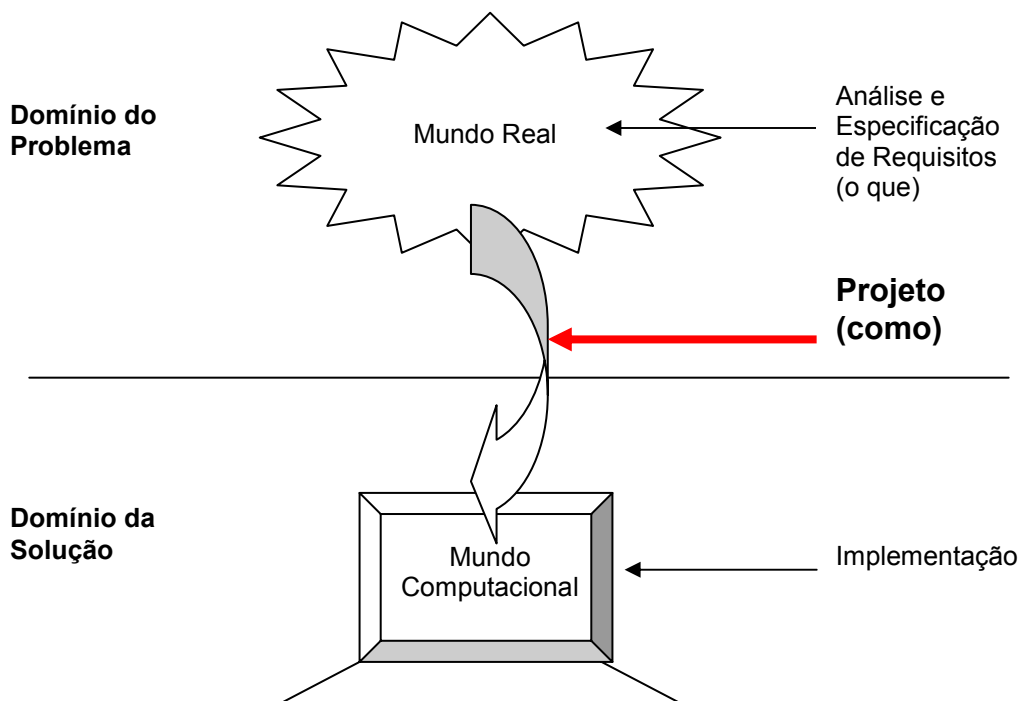 Domínio do
Problema
Mundo Real
Análise e
Especificação
de Requisitos
(o que)
Projeto
(como)
Domínio da
Solução
Mundo
Computacional
Implementação